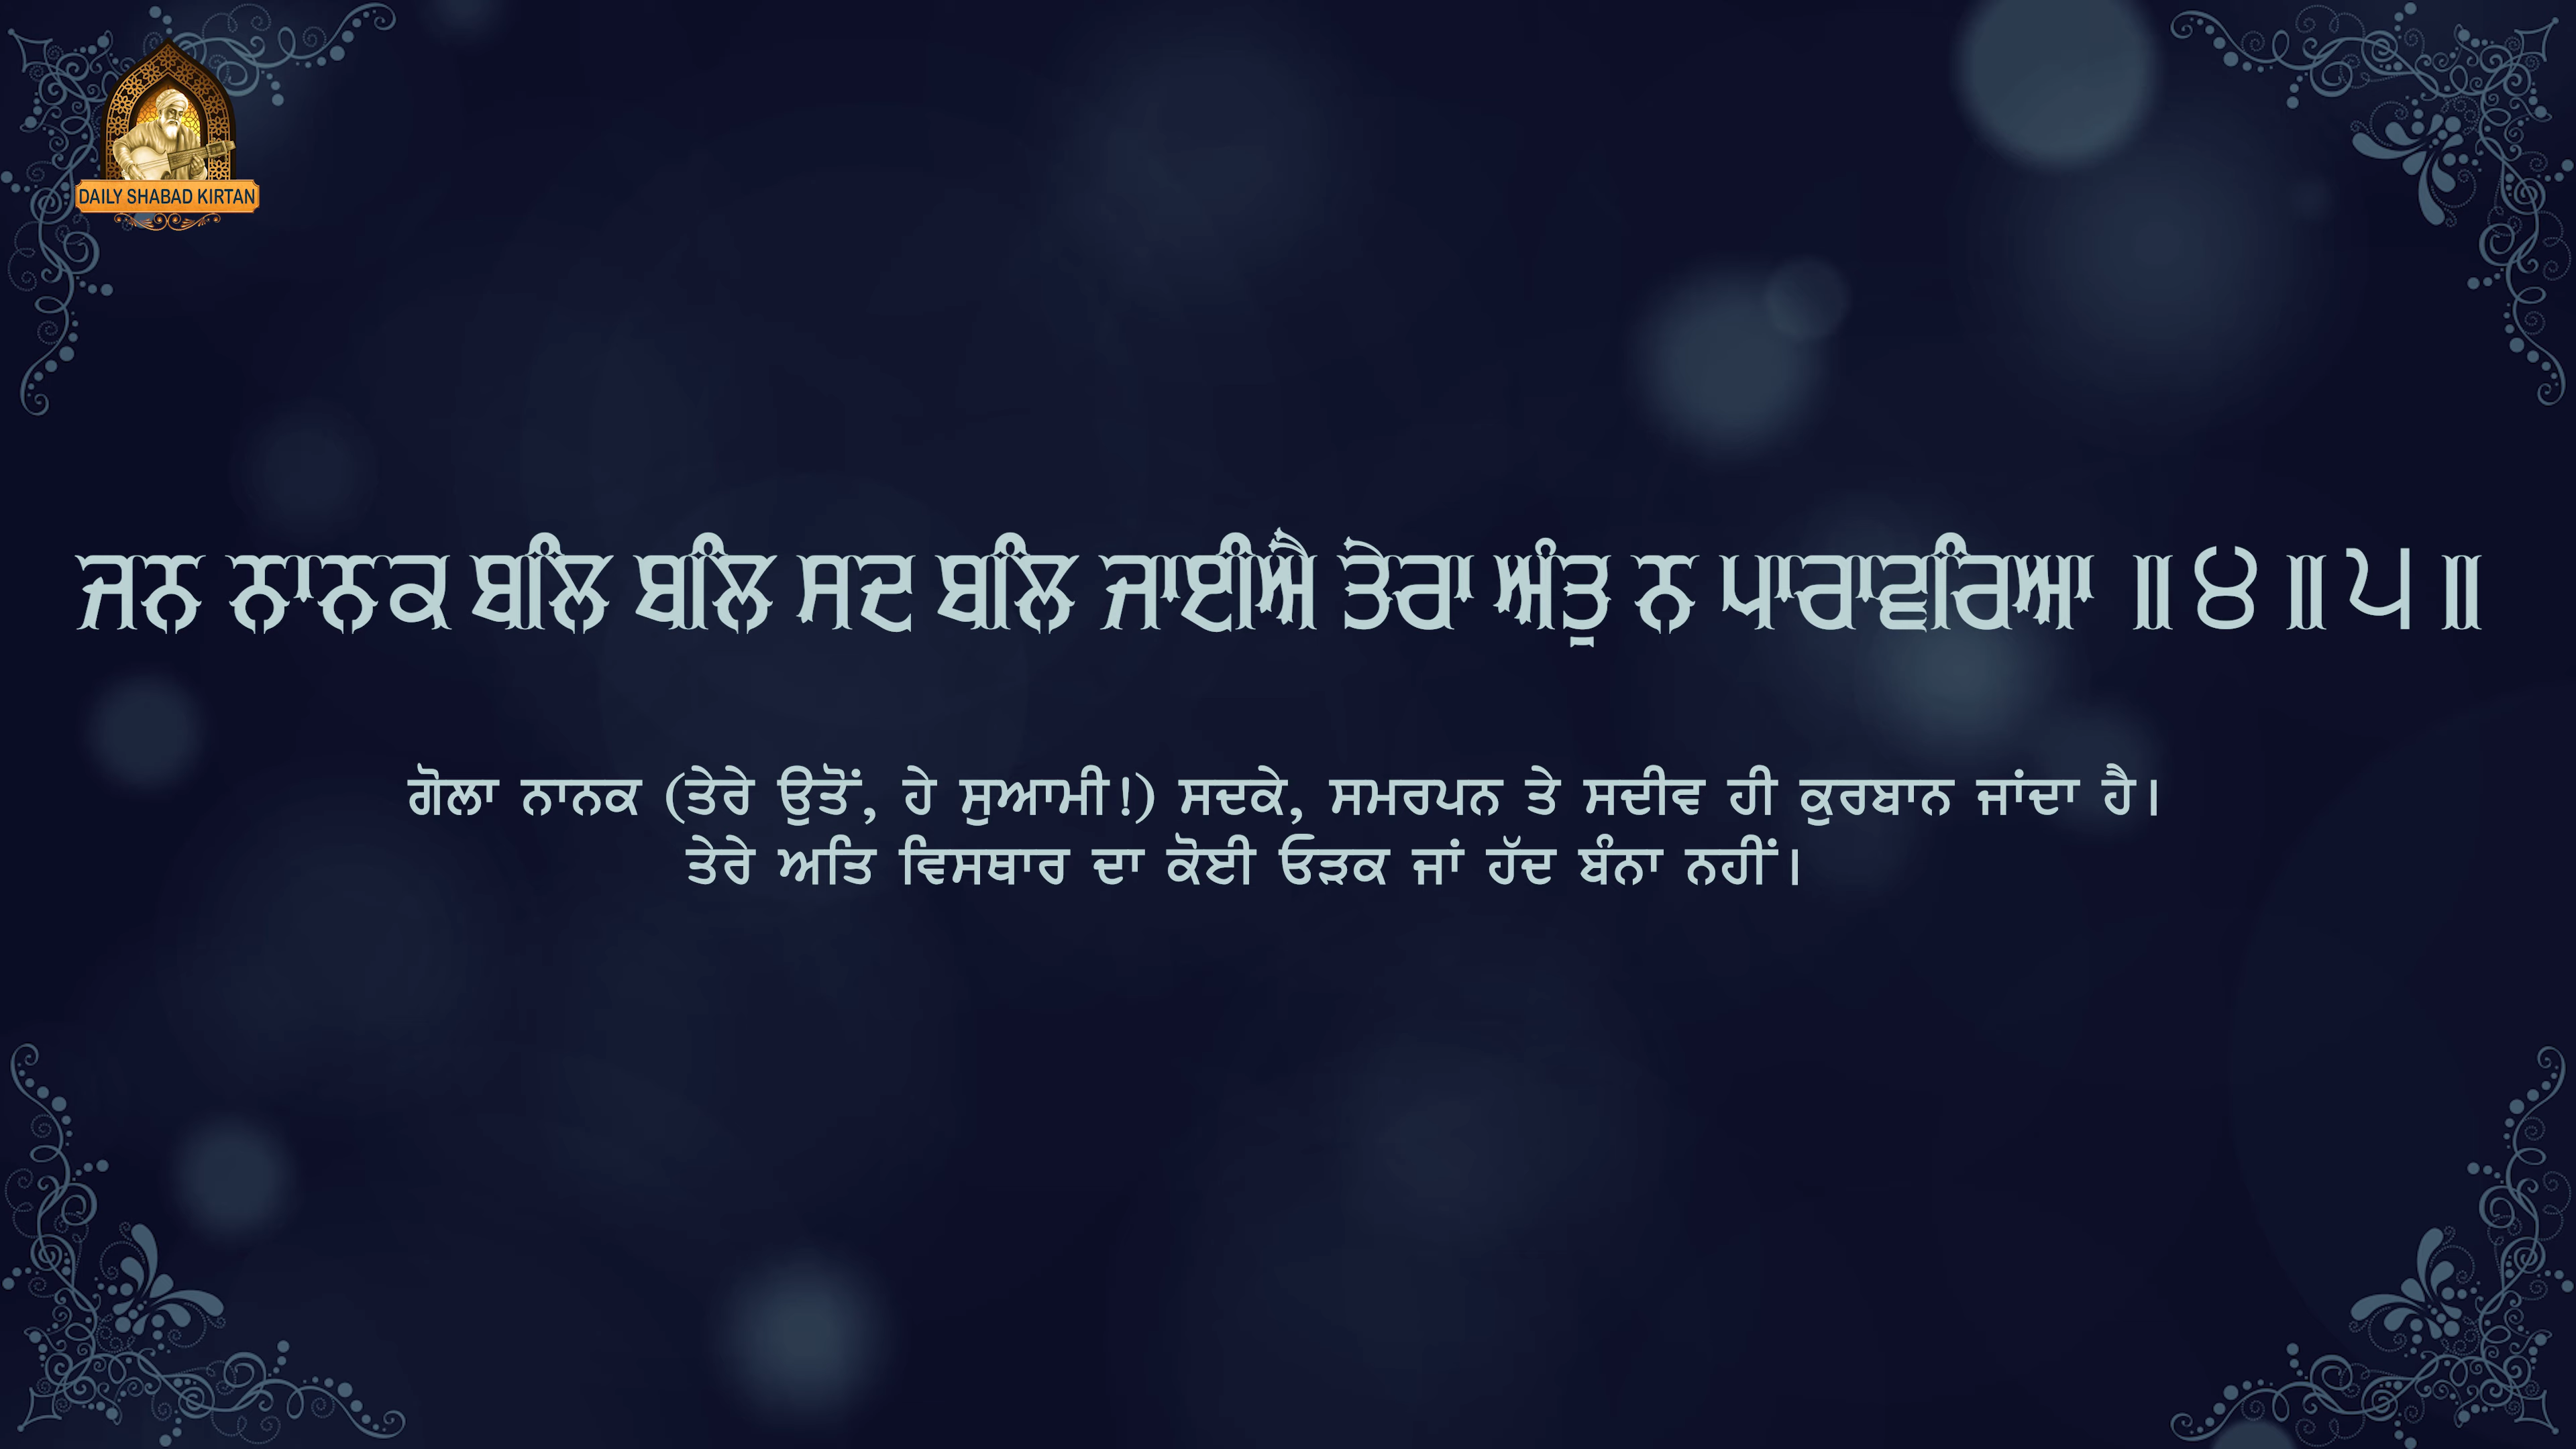 DAILY SHABAD KIRTAN
ਜਨ ਨਾਨਕ ਬਲਿ ਬਲਿ ਸਦ ਬਲਿ ਜਾਈਐ ਤੇਰਾ ਅੰਤੁ ਨ ਪਾਰਾਵਰਿਆ ॥੪॥੫॥
ਗੋਲਾ ਨਾਨਕ (ਤੇਰੇ ਉਤੋਂ, ਹੇ ਸੁਆਮੀ!) ਸਦਕੇ, ਸਮਰਪਨ ਤੇ ਸਦੀਵ ਹੀ ਕੁਰਬਾਨ ਜਾਂਦਾ ਹੈ।
ਤੇਰੇ ਅਤਿ ਵਿਸਥਾਰ ਦਾ ਕੋਈ ਓੜਕ ਜਾਂ ਹੱਦ ਬੰਨਾ ਨਹੀਂ।